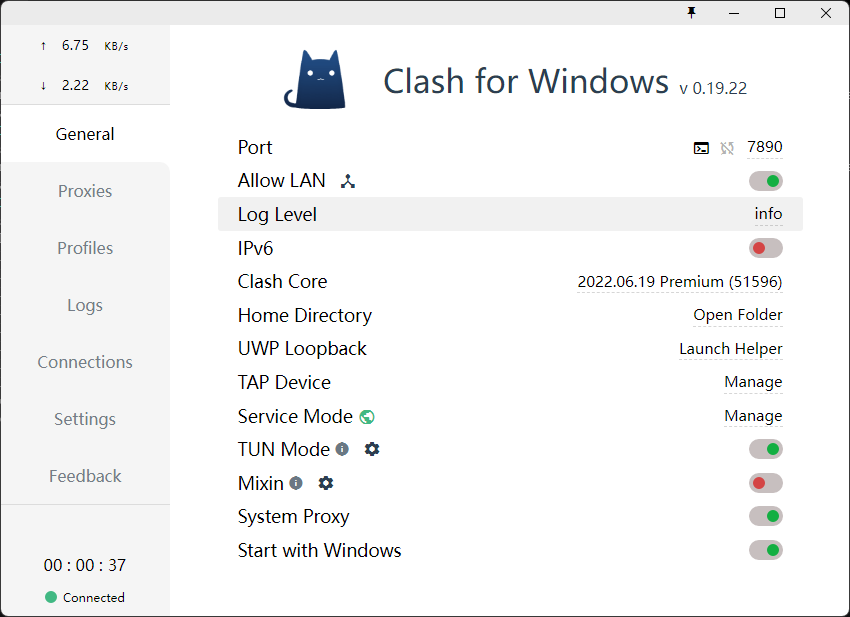 ↑ 6.75 KB/s
↓ 2.22 KB/s
General
Proxies
Profiles
Logs
Connections
Settings
Feedback
00 : 00 : 37
Connected
Clash for Windows v 0.19.22
Port 7890
Allow LAN
Log Level info
IPv6
Clash Core 2022.06.19 Premium (51596)
Home Directory Open Folder
UWP Loopback Launch Helper
TAP Device Manage
Service Mode Manage
TUN Mode
Mixin
System Proxy
Start with Windows